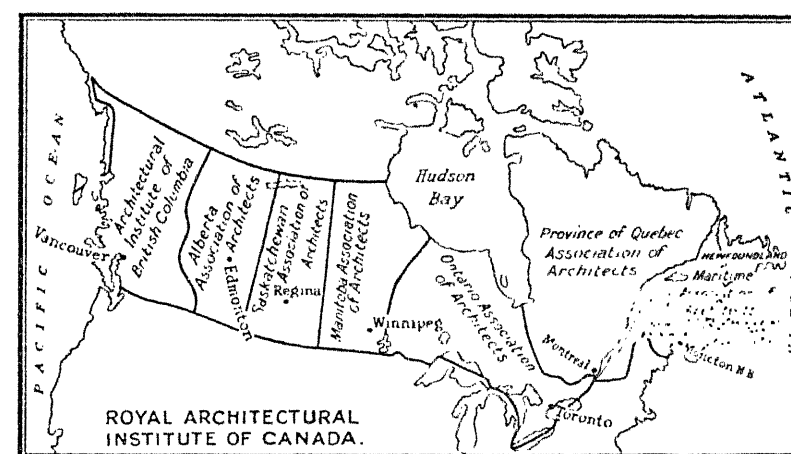 PACIFIC OCEAN
Architectural
Institute of
British Columbia
Vancouver
Alberta
Association of
Architects
Edmonton
Saskatchewan
Association of
Architects
Regina
Manitoba Association
of Architects
Winnipeg
Hudson
Bay
Ontario Association
of Architects
Toronto
Province of Quebec
Association of
Architects
Montreal
NEWFOUNDLAND
Maritime
N B
ATLANTIC
ROYAL ARCHITECTURAL
INSTITUTE OF CANADA.